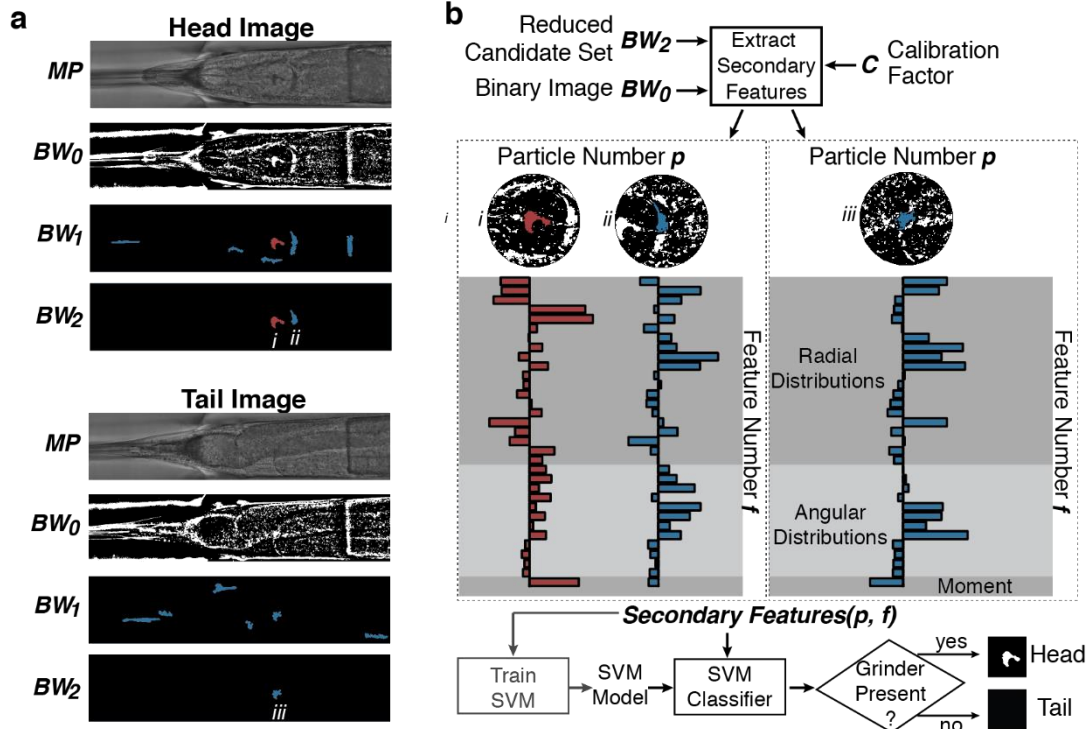 a
Head Image
MP
BW0
BW1
BW2
i
ii
Tail Image
MP
BW0
BW1
BW2
iii
b
Reduced
Candidate Set BW2
Binary Image BW0
Extract
Secondary
Features
C Calibration
Factor
Particle Number p
Particle Number p
i
i
ii
iii
Radial
Distributions
Angular
Distributions
Moment
Feature Number f
Feature Number f
Secondary Features(p, f)
Train
SVM
SVM
Model
SVM
Classifier
Grinder
Present
?
yes
Head
no
Tail